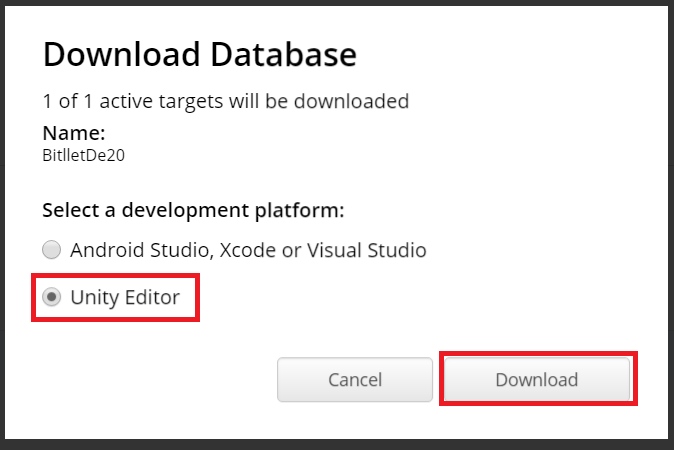 Download Database
1 of 1 active targets will be downloaded
Name:
BitlletDe20
Select a development platform:
Android Studio, Xcode or Visual Studio
Unity Editor
Cancel
Download